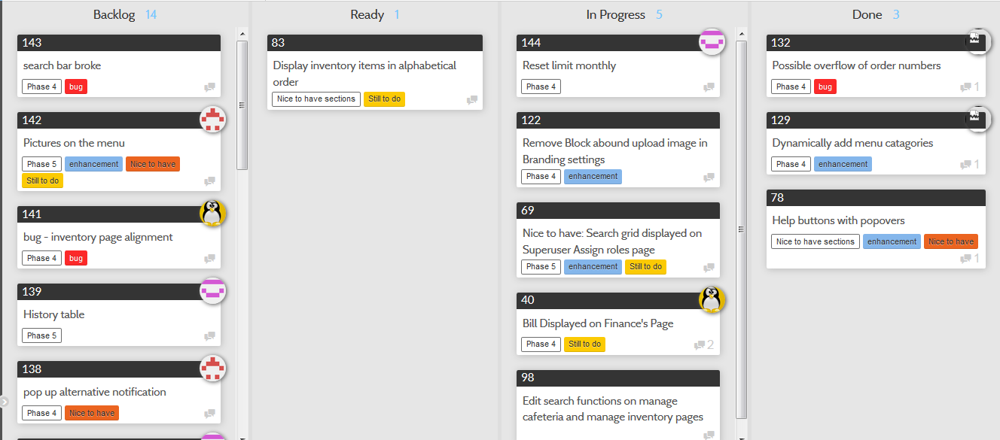 Backlog 14
143
search bar broke
Phase 4 bug
142
Pictures on the menu
Phase 5 enhancement Nice to have
Still to do
141
bug - inventory page alignment
Phase 4 bug
139
History table
Phase 5
138
pop up alternative notification
Phase 4 Nice to have
Ready 1
83
Display inventory items in alphabetical
order
Nice to have sections Still to do
In Progress 5
144
Reset limit monthly
Phase 4
122
Remove Block abound upload image in
Branding settings
Phase 4 enhancement
69
Nice to have: Search grid displayed on
Superuser Assign roles page
Phase 5 enhancement Still to do
40
Bill Displayed on Finance's Page
Phase 4 Still to do
2
98
Edit search functions on manage
cafeteria and manage inventory pages
Done 3
132
Possible overflow of order numbers
Phase 4 bug
1
129
Dynamically add menu catagories
Phase 4 enhancement
1
78
Help buttons with popovers
Nice to have sections enhancement Nice to have
1